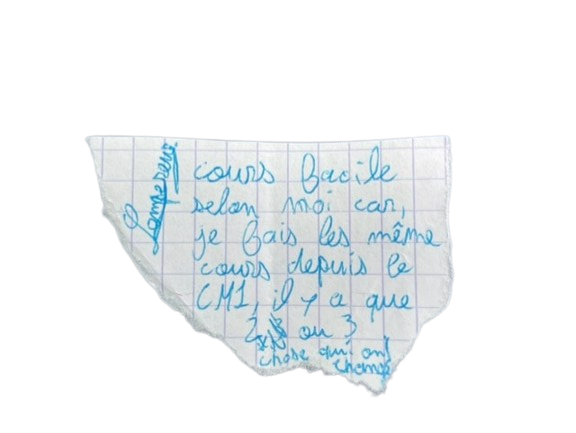 cours facile
selon moi car,
je fais les même
cours depuis le
CM1, il y a que
2 ou 3
chose qui ont
changé